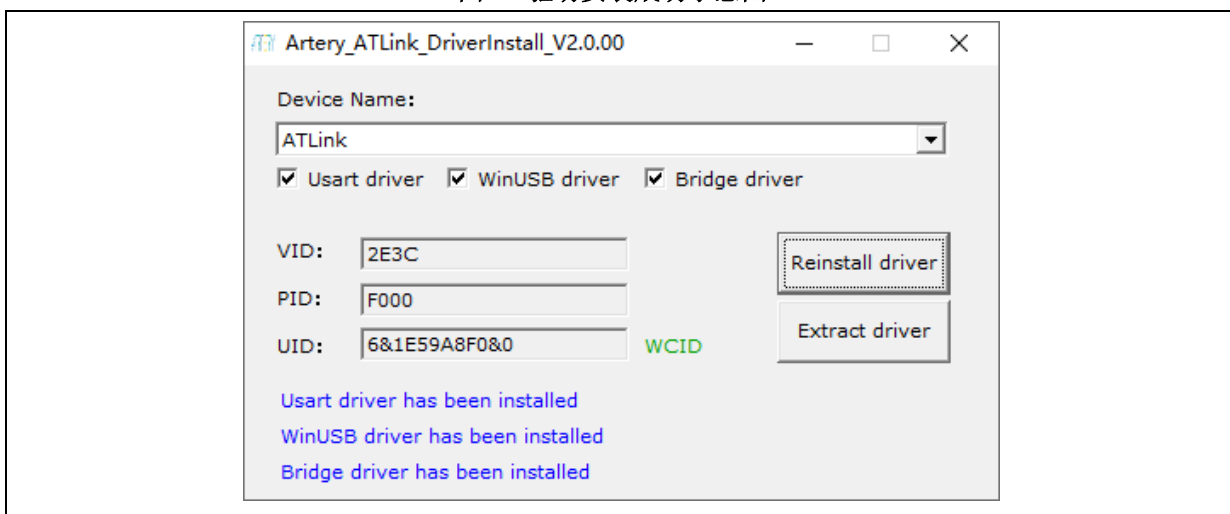 Artery_ATLink_DriverInstall_V2.0.00
Device Name:
ATLink
Usart driver WinUSB driver Bridge driver
VID: 2E3C
Reinstall driver
PID: F000
Extract driver
UID: 6&1E59A8F0&0 WCID
Usart driver has been installed
WinUSB driver has been installed
Bridge driver has been installed